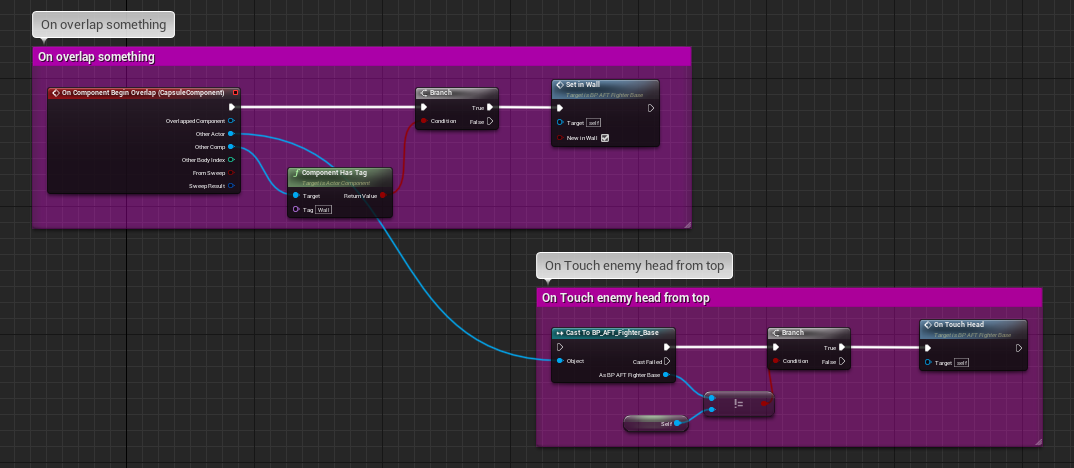 On overlap something
On overlap something
On Component Begin Overlap (CapsuleComponent)
Overlapped Component
Other Actor
Other Comp
Other Body Index
From Sweep
Sweep Result
Component Has Tag
Target is Actor Component
Target
Return Value
Tag Wall
Branch
True
Condition
False
Set in Wall
Target is BP AFT Fighter Base
Target self
New in Wall
On Touch enemy head from top
On Touch enemy head from top
Cast To BP_AFT_Fighter_Base
Object
Cast Failed
As BP AFT Fighter Base
Self
!=
Branch
True
Condition
False
On Touch Head
Target is BP AFT Fighter Base
Target self